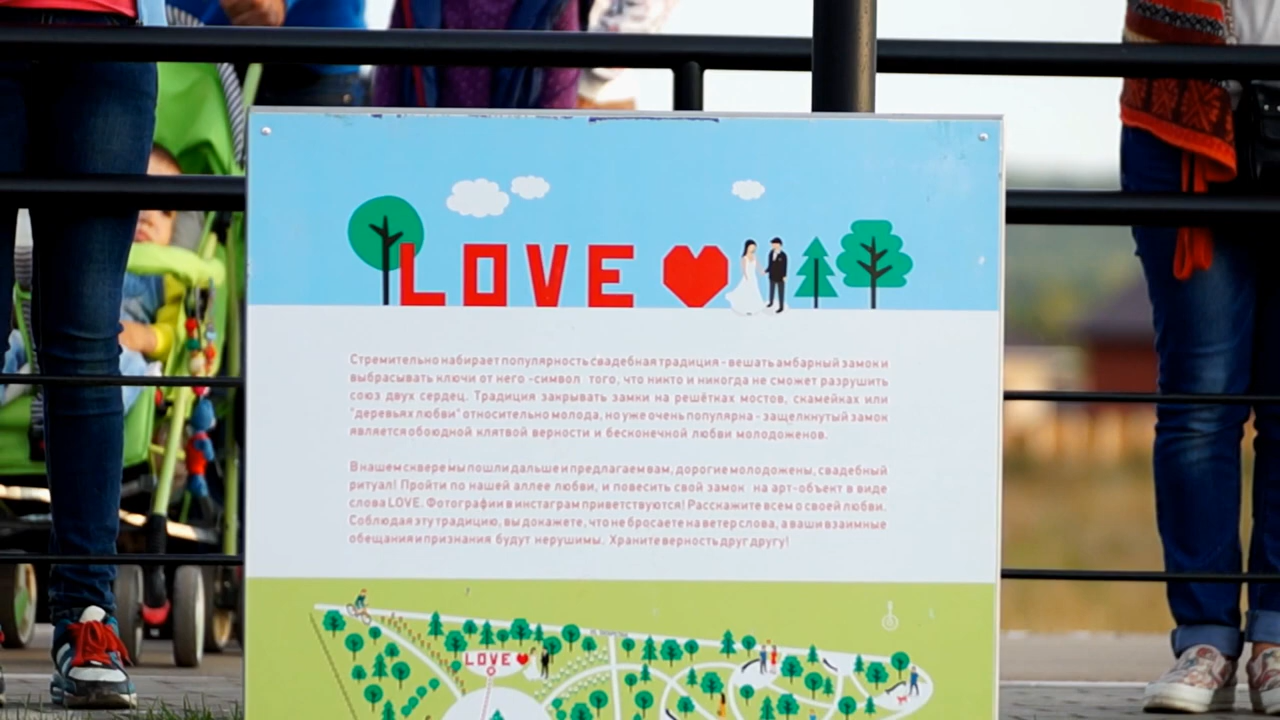 LOVE
Стремительно набирает популярность свадебная традиция - вешать амбарный замок и
выбрасывать ключи от него -символ того, что никто и никогда не сможет разрушить
союз двух сердец. Традиция закрывать замки на решётках мостов, скамейках или
"деревьях любви" относительно молода, но уже очень популярна - защелкнутый замок
является обоюдной клятвой верности и бесконечной любви молодоженов.
В нашем сквере мы пошли дальше и предлагаем вам, дорогие молодожены, свадебный
ритуал! Пройти по нашей аллее любви, и повесить свой замок на арт-объект в виде
слова LOVE. Фотографии в инстаграм приветствуются! Расскажите всем о своей любви.
Соблюдая эту традицию, вы докажете, что не бросаете на ветер слова, а ваши взаимные
обещания и признания будут нерушимы. Храните верность друг другу!
LOVE